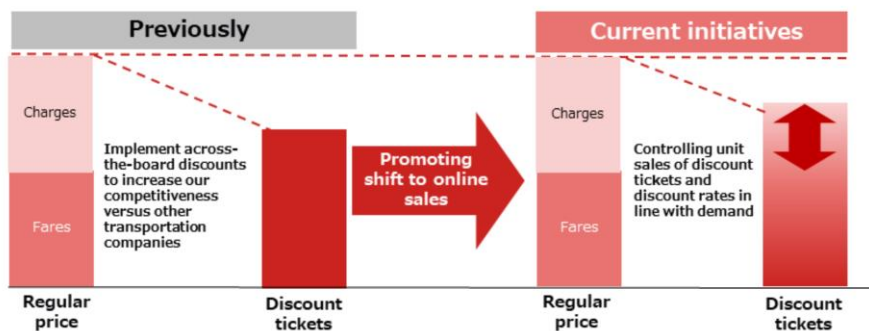 Previously
Current initiatives
Charges
Fares
Implement across-
the-board discounts
to increase our
competitiveness
versus other
transportation
companies
Promoting
shift to online
sales
Charges
Fares
Controlling unit
sales of discount
tickets and
discount rates in
line with demand
Regular
price
Discount
tickets
Regular
price
Discount
tickets